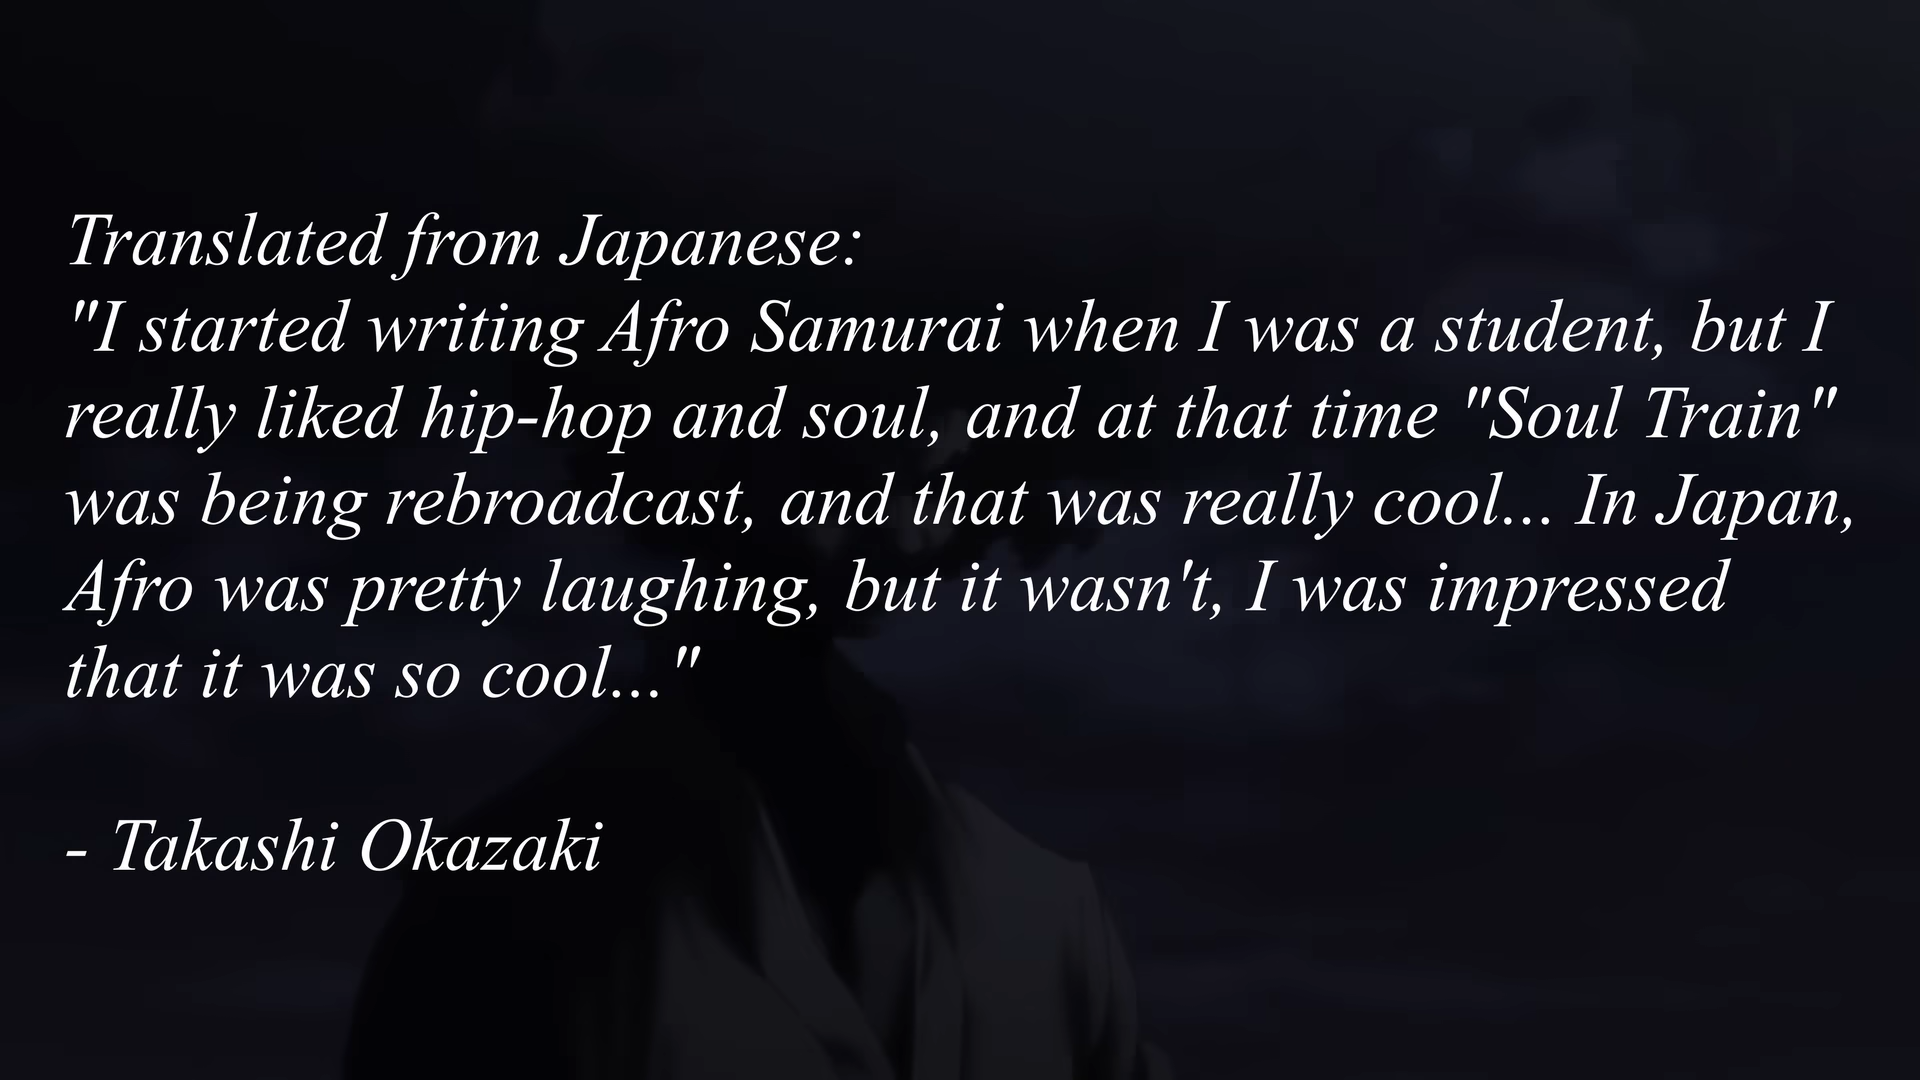 Translated from Japanese:
"I started writing Afro Samurai when I was a student, but I
really liked hip-hop and soul, and at that time "Soul Train"
was being rebroadcast, and that was really cool... In Japan,
Afro was pretty laughing, but it wasn't, I was impressed
that it was so cool..."
- Takashi Okazaki